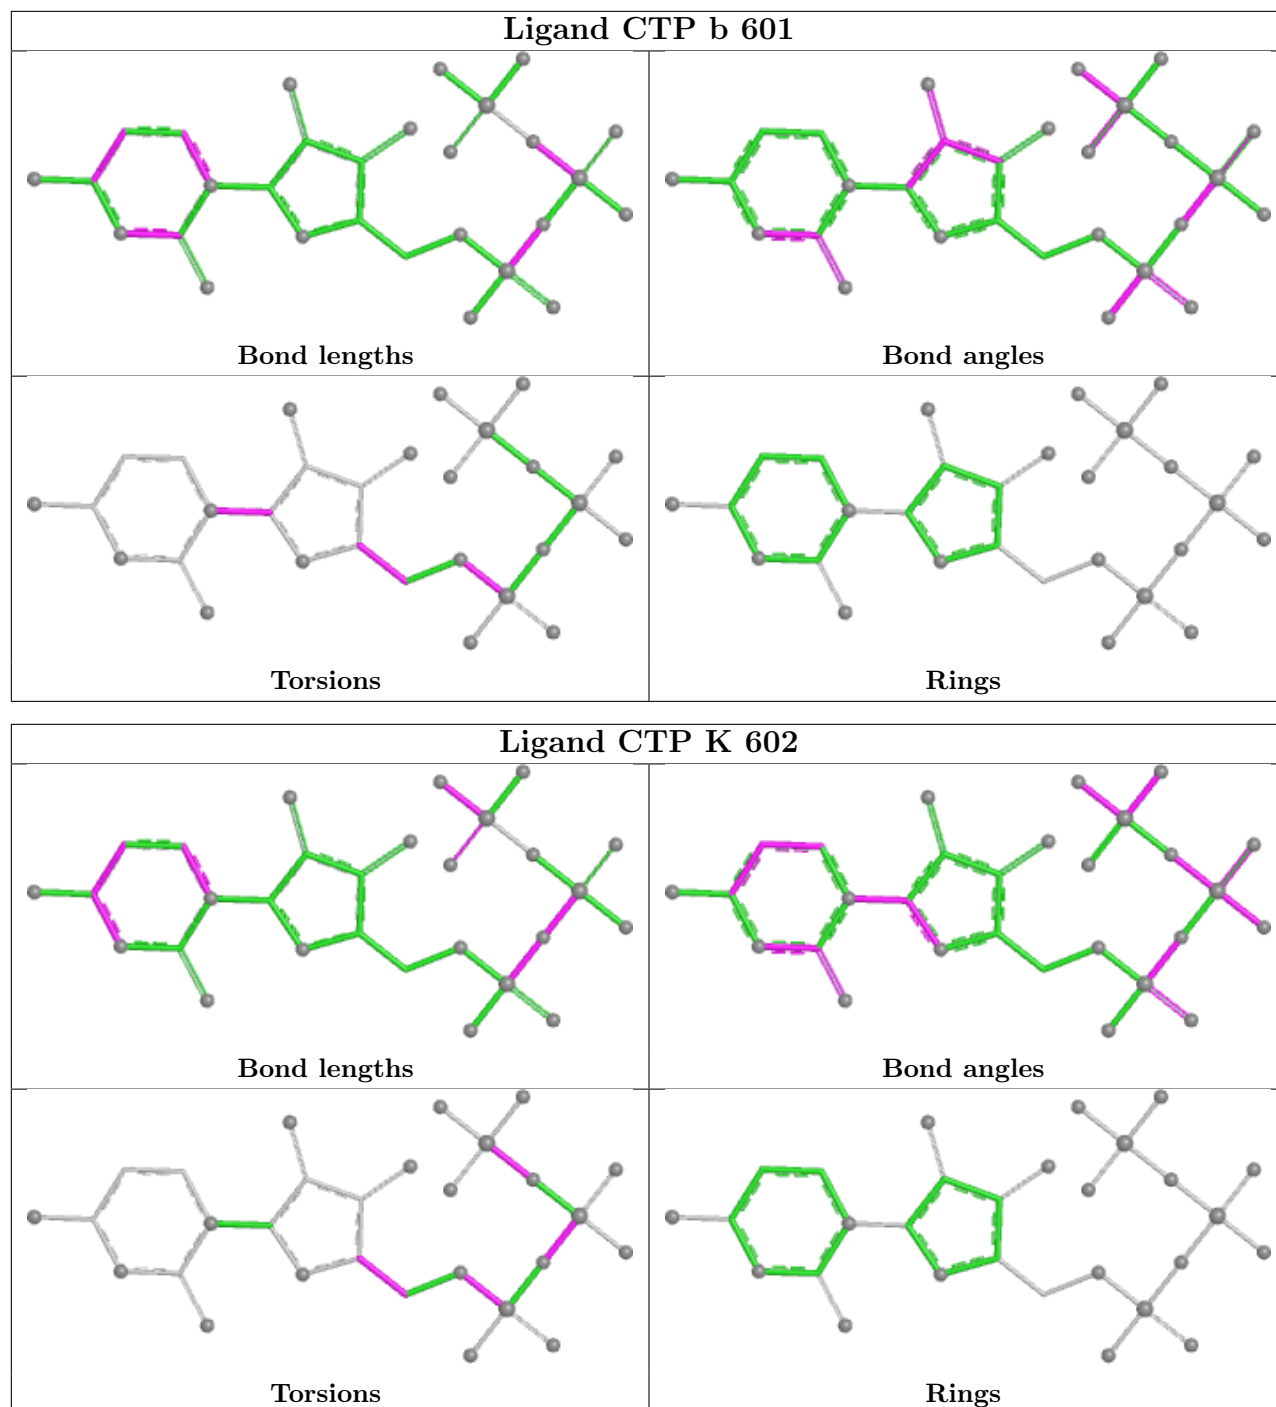 Ligand CTP b 601
Bond lengths
Bond angles
Torsions
Rings
Ligand CTP K 602
Bond lengths
Bond angles
Torsions
Rings